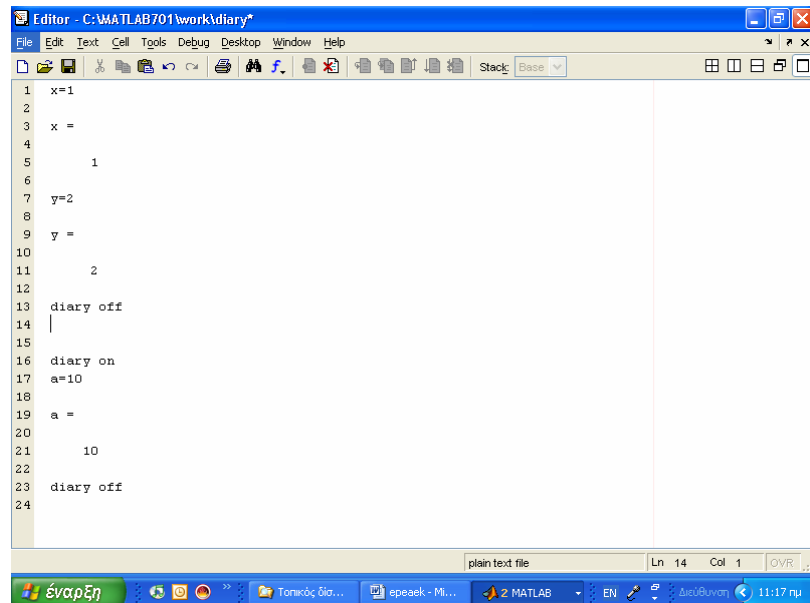 Editor - C:\MATLAB701\work\diary*
File Edit Text Cell Tools Debug Desktop Window Help
Stack: Base
1 x=1
2
3 x =
4
5 1
6
7 y=2
8
9 y =
10
11 2
12
13 diary off
14
15
16 diary on
17 a=10
18
19 a =
20
21 10
22
23 diary off
24
plain text file Ln 14 Col 1 OVR
έναρξη Τοπικός δίσ... epeaek - Mi... 2 MATLAB EN Διεύθυνση 11:17 πμ